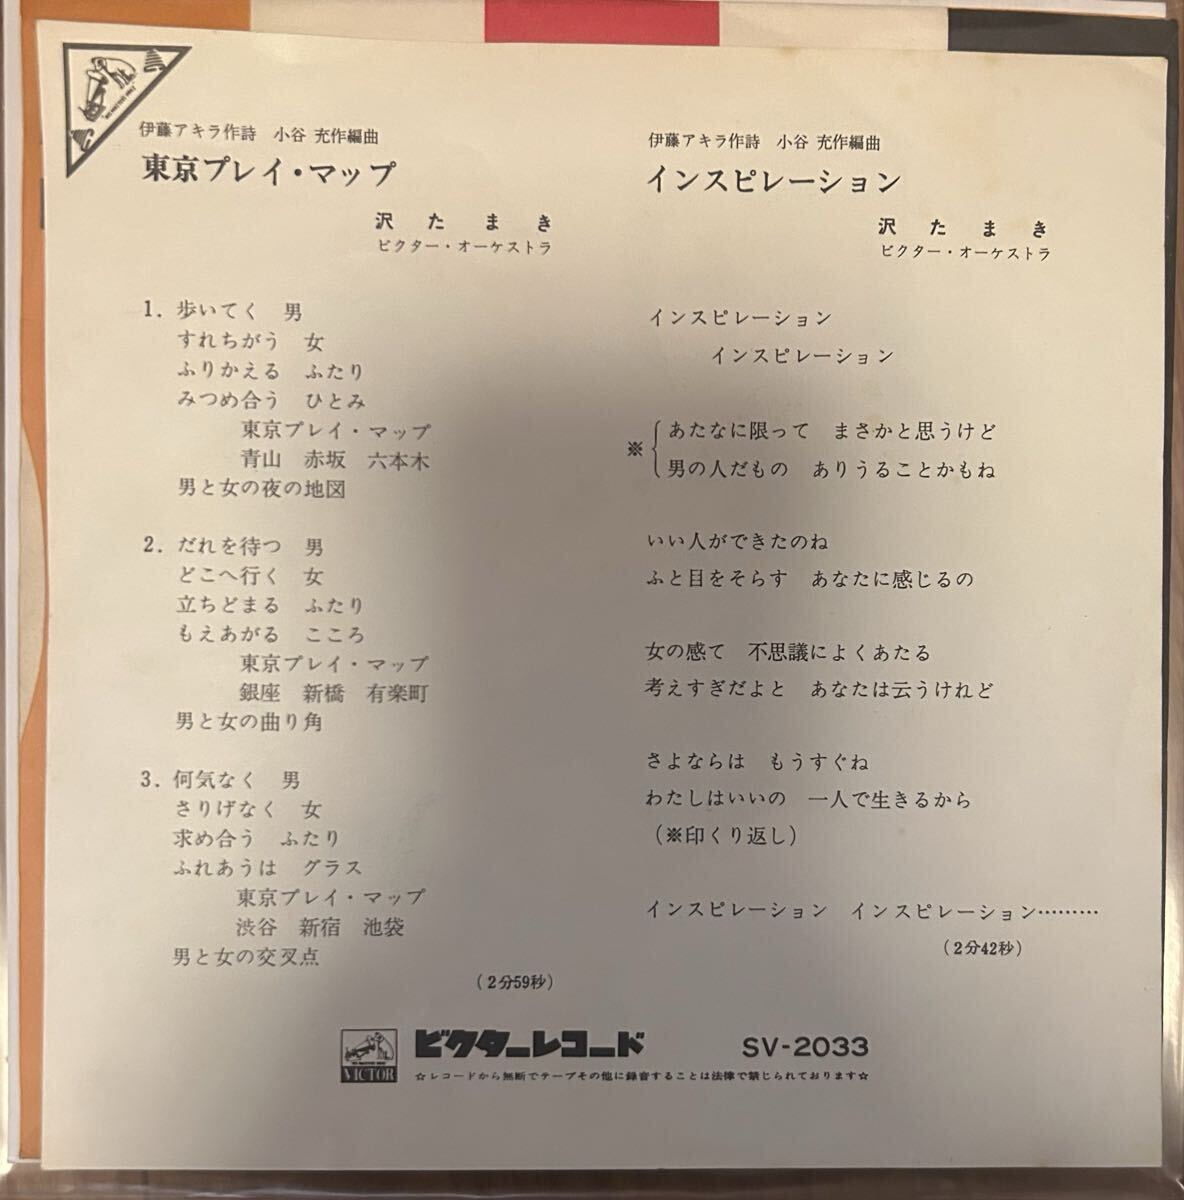 伊藤アキラ作詩　小谷 充作編曲
東京プレイ・マップ
沢たまき
ビクター・オーケストラ
1. 歩いてく　男
すれちがう　女
ふりかえる　ふたり
みつめ合う　ひとみ
東京プレイ・マップ
青山　赤坂　六本木
男と女の夜の地図
2. だれを待つ　男
どこへ行く　女
立ちどまる　ふたり
もえあがる　こころ
東京プレイ・マップ
銀座　新橋　有楽町
男と女の曲り角
3. 何気なく　男
さりげなく　女
求め合う　ふたり
ふれあうは　グラス
東京プレイ・マップ
渋谷　新宿　池袋
男と女の交叉点
(2分59秒)
伊藤アキラ作詩　小谷 充作編曲
インスピレーション
沢たまき
ビクター・オーケストラ
インスピレーション
インスピレーション
※ あたなに限って　まさかと思うけど
男の人だもの　ありうることかもね
いい人ができたのね
ふと目をそらす　あなたに感じるの
女の感て　不思議によくあたる
考えすぎだよと　あなたは云うけれど
さよならは　もうすぐね
わたしはいいの　一人で生きるから
(※印くり返し)
インスピレーション　インスピレーション………
(2分42秒)
VICTOR
ビクターレコード　SV-2033
☆レコードから無断でテープその他に録音することは法律で禁じられております☆